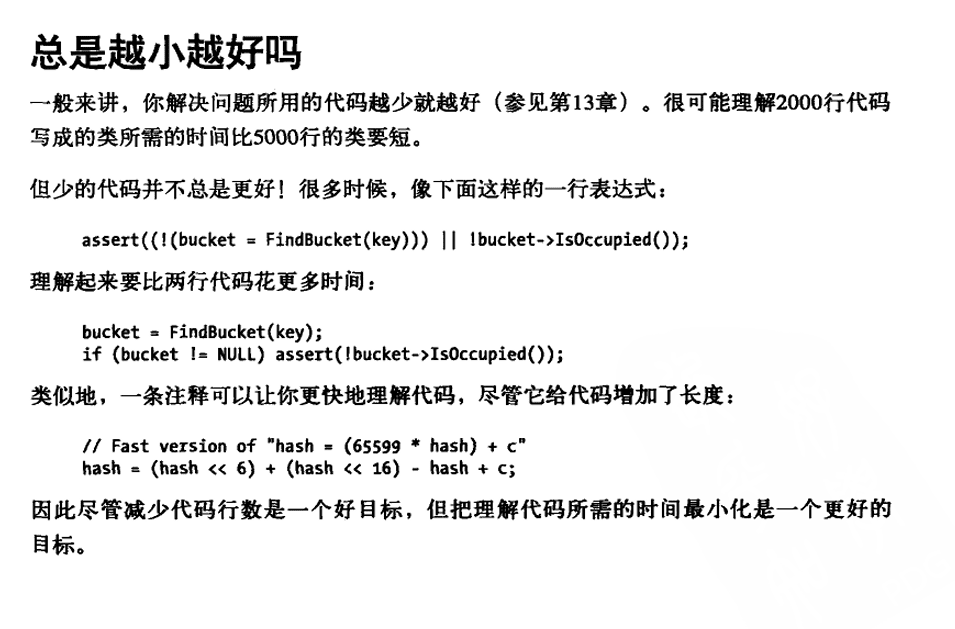 总是越小越好吗
一般来讲，你解决问题所用的代码越少就越好（参见第13章）。很可能理解2000行代码
写成的类所需的时间比5000行的类要短。
但少的代码并不总是更好！很多时候，像下面这样的一行表达式：
assert((!(bucket = FindBucket(key))) || !bucket->IsOccupied());
理解起来要比两行代码花更多时间：
bucket = FindBucket(key);
if (bucket != NULL) assert(!bucket->IsOccupied());
类似地，一条注释可以让你更快地理解代码，尽管它给代码增加了长度：
// Fast version of "hash = (65599 * hash) + c"
hash = (hash << 6) + (hash << 16) - hash + c;
因此尽管减少代码行数是一个好目标，但把理解代码所需的时间最小化是一个更好的
目标。